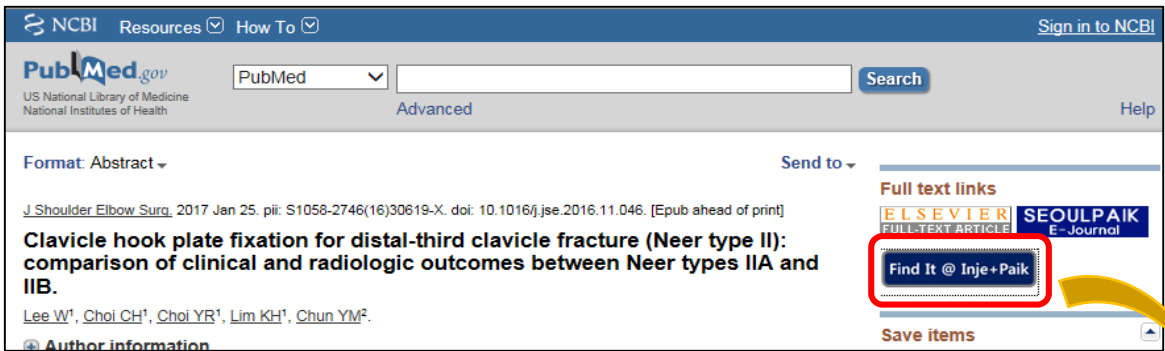 NCBI Resources How To Sign in to NCBI
PubMed.gov
US National Library of Medicine
National Institutes of Health
PubMed
Search
Advanced
Help
Format: Abstract
Send to
J Shoulder Elbow Surg. 2017 Jan 25. pii: S1058-2746(16)30619-X. doi: 10.1016/j.jse.2016.11.046. [Epub ahead of print]
Clavicle hook plate fixation for distal-third clavicle fracture (Neer type II):
comparison of clinical and radiologic outcomes between Neer types IIA and
IIB.
Lee W¹, Choi CH¹, Choi YR¹, Lim KH¹, Chun YM².
Author information
Full text links
ELSEVIER
FULL-TEXT ARTICLE
SEOULPAIK
E-Journal
Find It @ Inje+Paik
Save items